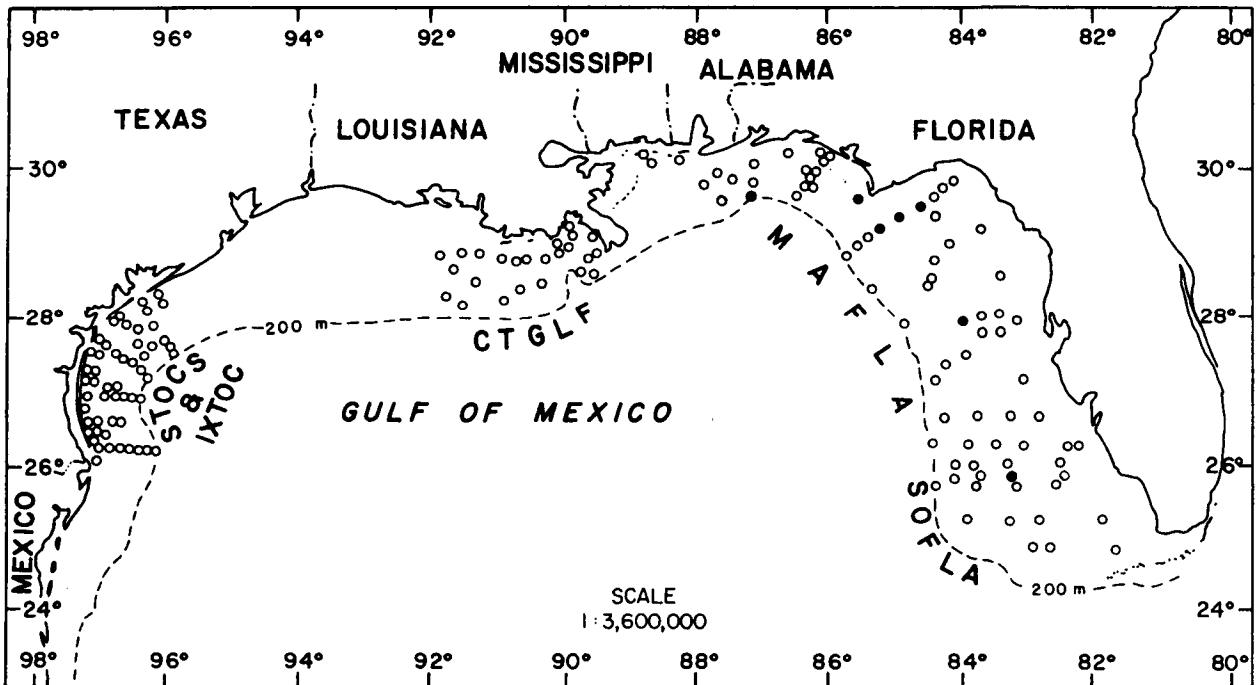 98° 96° 94° 92° 90° 88° 86° 84° 82° 80°
MISSISSIPPI
ALABAMA
TEXAS
LOUISIANA
FLORIDA
30° 30°
MAFLA
28° 28°
200 m
CTGLF
STOCS
&
IXTOC
GULF OF MEXICO
26° 26°
SOFLA
MEXICO
200 m
24° 24°
SCALE
1:3,600,000
98° 96° 94° 92° 90° 88° 86° 84° 82° 80°